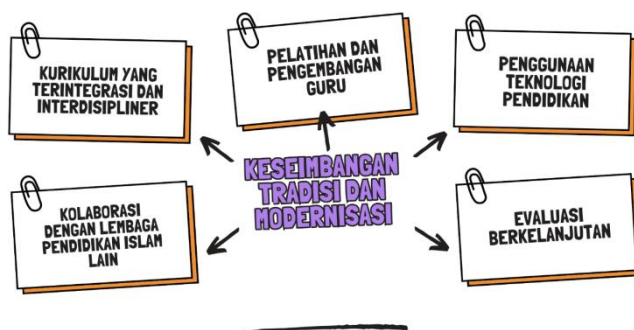 KURIKULUM YANG
TERINTEGRASI DAN
INTERDISIPLINER
PELATIHAN DAN
PENGEMBANGAN
GURU
PENGGUNAAN
TEKNOLOGI
PENDIDIKAN
KESEIMBANGAN
TRADISI DAN
MODERNISASI
KOLABORASI
DENGAN LEMBAGA
PENDIDIKAN ISLAM
LAIN
EVALUASI
BERKELANJUTAN